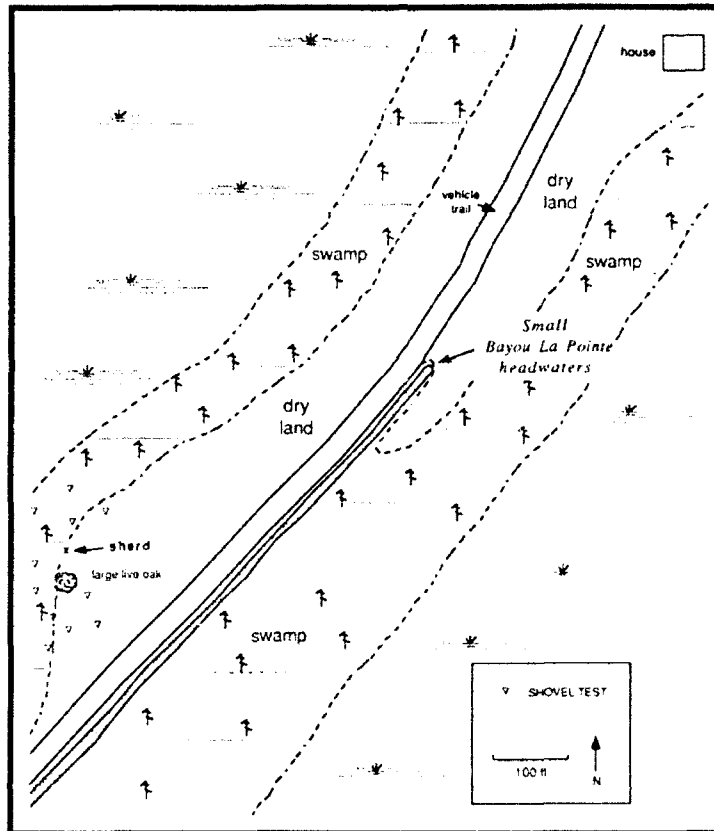 house
vehicle
trail
dry
land
swamp
swamp
Small
Bayou La Pointe
headwaters
dry
land
sherd
large live oak
swamp
SHOVEL TEST
100 ft
N